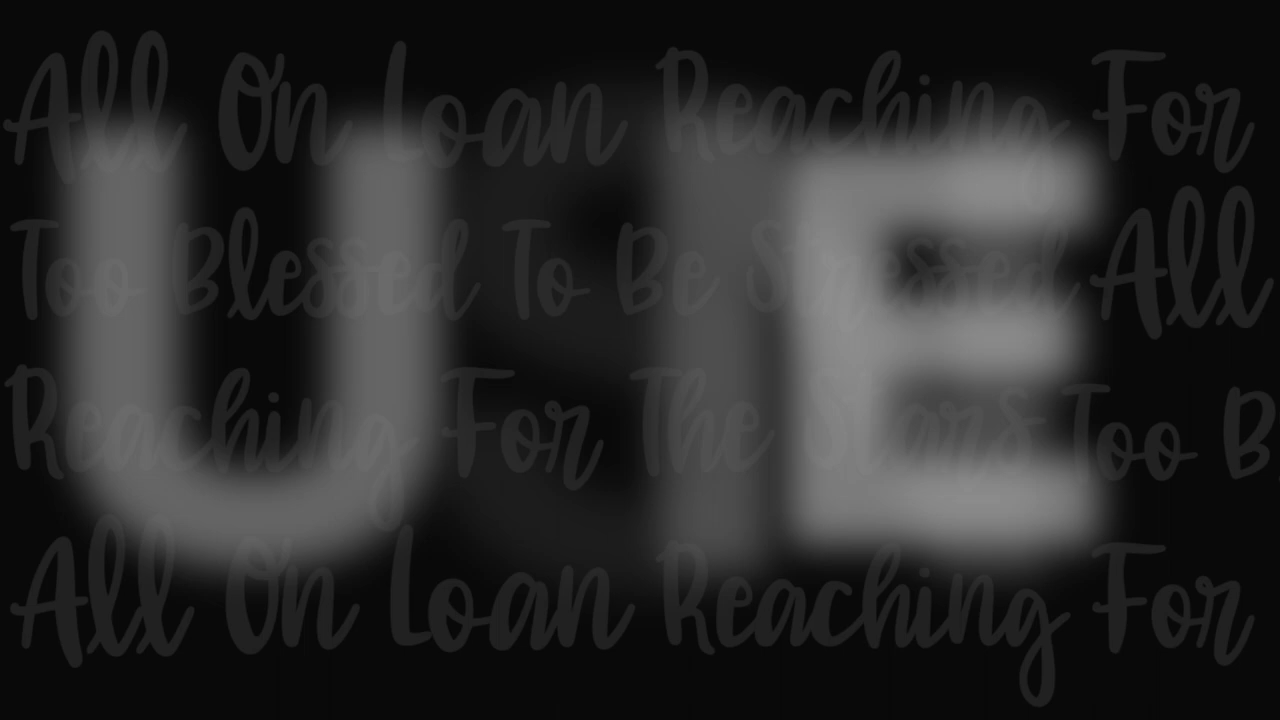 All On Loan Reaching For
Too Blessed To Be Stressed All
Reaching For The Stars Too B
All On Loan Reaching For